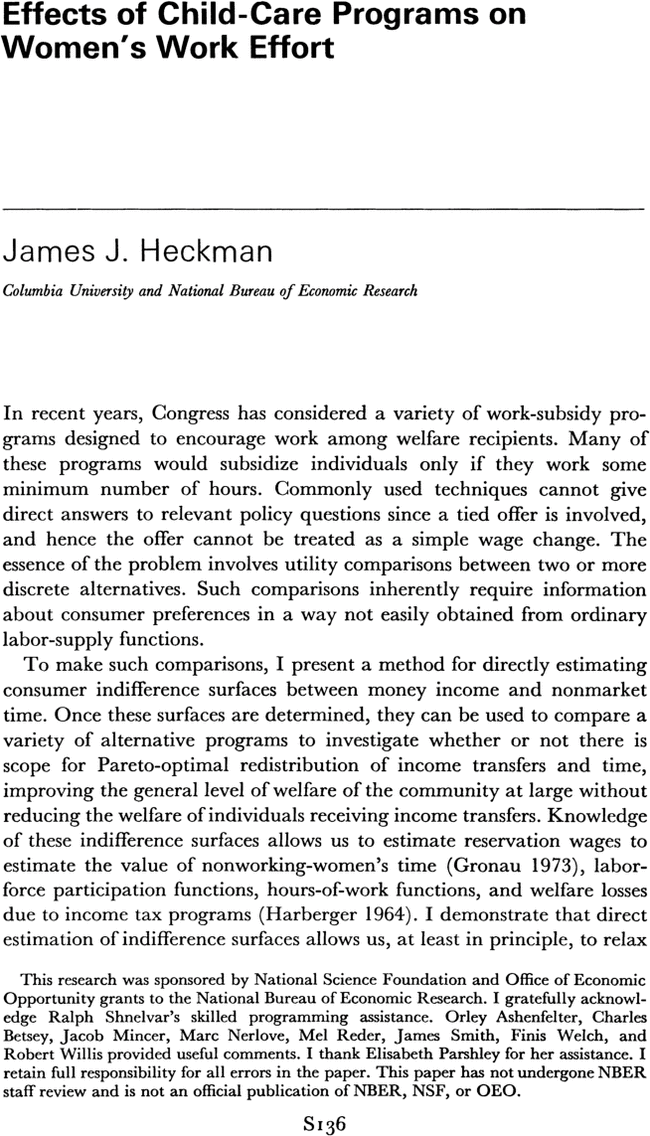 Effects of Child-Care Programs on
Women's Work Effort
James J. Heckman
Columbia University and National Bureau of Economic Research
In recent years, Congress has considered a variety of work-subsidy pro-
grams designed to encourage work among welfare recipients. Many of
these programs would subsidize individuals only if they work some
minimum number of hours. Commonly used techniques cannot give
direct answers to relevant policy questions since a tied offer is involved,
and hence the offer cannot be treated as a simple wage change. The
essence of the problem involves utility comparisons between two or more
discrete alternatives. Such comparisons inherently require information
about consumer preferences in a way not easily obtained from ordinary
labor-supply functions.
To make such comparisons, I present a method for directly estimating
consumer indifference surfaces between money income and nonmarket
time. Once these surfaces are determined, they can be used to compare a
variety of alternative programs to investigate whether or not there is
scope for Pareto-optimal redistribution of income transfers and time,
improving the general level of welfare of the community at large without
reducing the welfare of individuals receiving income transfers. Knowledge
of these indifference surfaces allows us to estimate reservation wages to
estimate the value of nonworking-women's time (Gronau 1973), labor-
force participation functions, hours-of-work functions, and welfare losses
due to income tax programs (Harberger 1964). I demonstrate that direct
estimation of indifference surfaces allows us, at least in principle, to relax
This research was sponsored by National Science Foundation and Office of Economic
Opportunity grants to the National Bureau of Economic Research. I gratefully acknowl-
edge Ralph Shnelvar's skilled programming assistance. Orley Ashenfelter, Charles
Betsey, Jacob Mincer, Marc Nerlove, Mel Reder, James Smith, Finis Welch, and
Robert Willis provided useful comments. I thank Elisabeth Parshley for her assistance. I
retain full responsibility for all errors in the paper. This paper has not undergone NBER
staff review and is not an official publication of NBER, NSF, or OEO.
S136